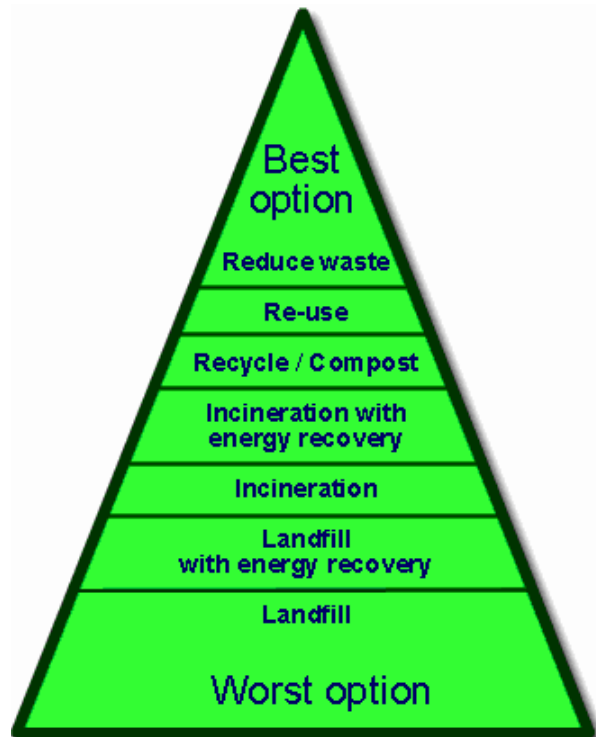 Best
option
Reduce waste
Re-use
Recycle / Compost
Incineration with
energy recovery
Incineration
Landfill
with energy recovery
Landfill
Worst option